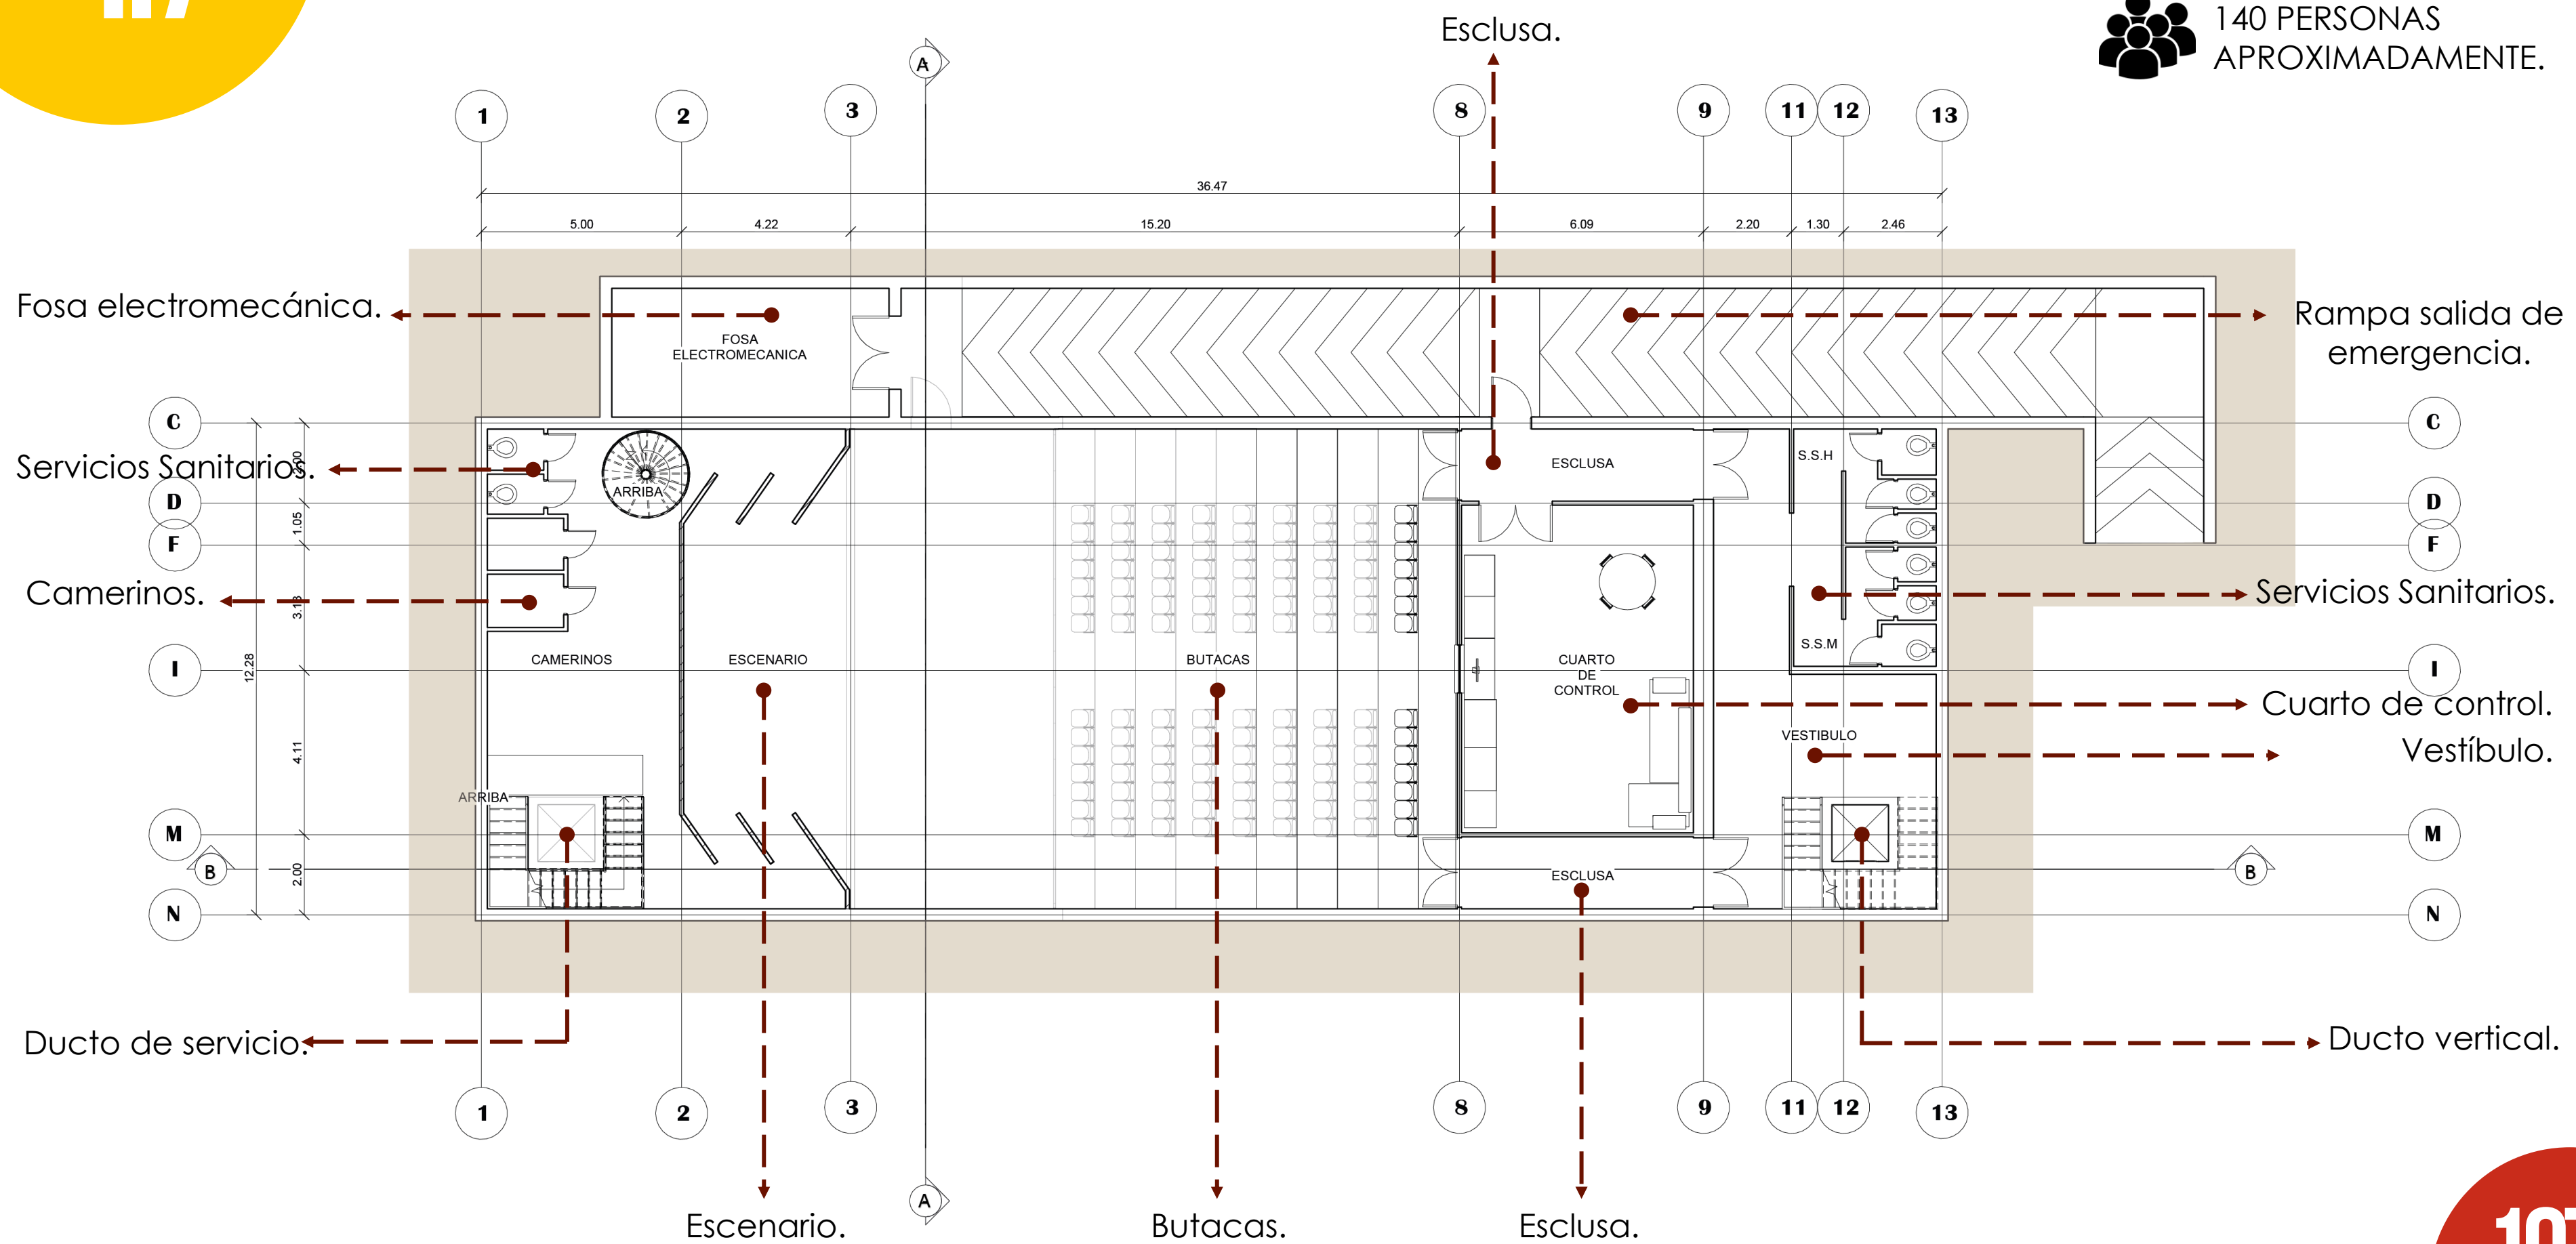 140 PERSONAS
APROXIMADAMENTE.
Esclusa.
A
1
2
3
8
9
11
12
13
36.47
5.00
4.22
15.20
6.09
2.20
1.30
2.46
Fosa electromecánica.
FOSA
ELECTROMECANICA
Rampa salida de
emergencia.
C
C
Servicios Sanitarios.
2.00
ARRIBA
ESCLUSA
S.S.H
D
D
1.05
F
F
Camerinos.
3.13
Servicios Sanitarios.
S.S.M
CAMERINOS
ESCENARIO
BUTACAS
CUARTO
DE
CONTROL
I
I
12.28
Cuarto de control.
VESTIBULO
Vestíbulo.
4.11
ARRIBA
M
M
B
B
2.00
ESCLUSA
N
N
Ducto de servicio.
Ducto vertical.
1
2
3
8
9
11
12
13
A
Escenario.
Butacas.
Esclusa.